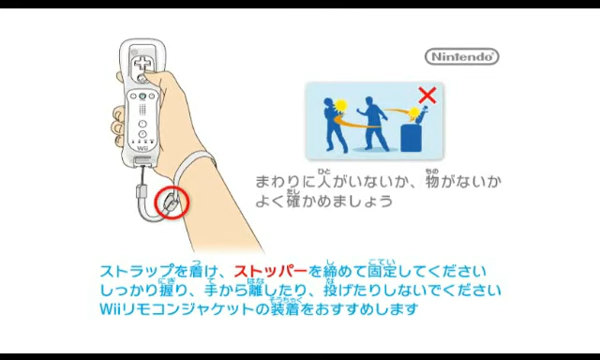 Nintendo
Wii
まわりに人がいないか、物がないか
よく確かめましょう
ストラップを着け、ストッパーを締めて固定してください
しっかり握り、手から離したり、投げたりしないでください
Wiiリモコンジャケットの装着をおすすめします